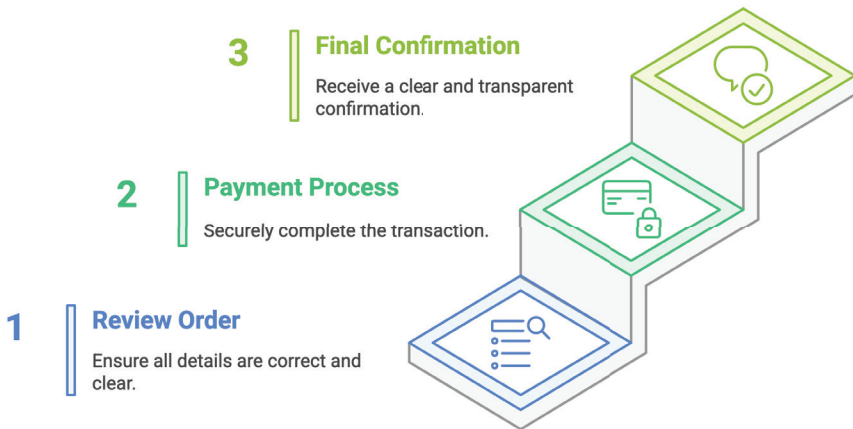 3
Final Confirmation
Receive a clear and transparent
confirmation.
2
Payment Process
Securely complete the transaction.
1
Review Order
Ensure all details are correct and
clear.